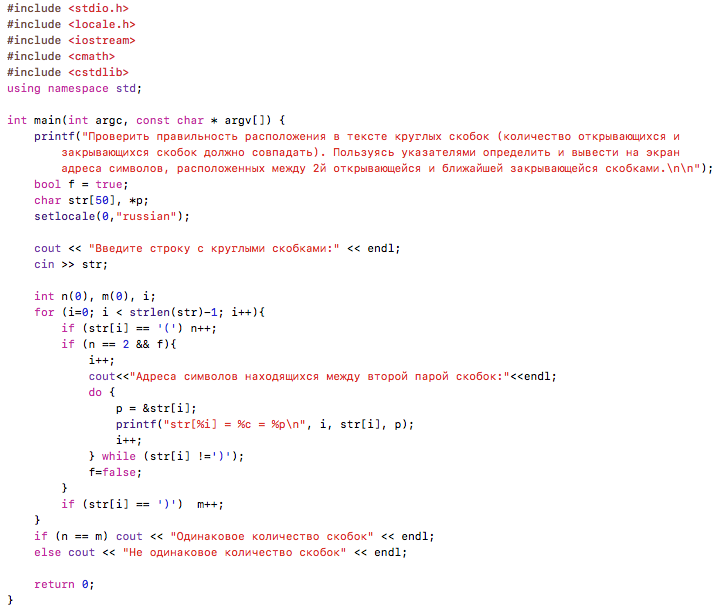 #include <stdio.h>
#include <locale.h>
#include <iostream>
#include <cmath>
#include <cstdlib>
using namespace std;

int main(int argc, const char * argv[]) {
    printf("Проверить правильность расположения в тексте круглых скобок (количество открывающихся и
        закрывающихся скобок должно совпадать). Пользуясь указателями определить и вывести на экран
        адреса символов, расположенных между 2й открывающейся и ближайшей закрывающейся скобками.\n\n");
    bool f = true;
    char str[50], *p;
    setlocale(0,"russian");

    cout << "Введите строку с круглыми скобками:" << endl;
    cin >> str;

    int n(0), m(0), i;
    for (i=0; i < strlen(str)-1; i++){
        if (str[i] == '(') n++;
        if (n == 2 && f){
            i++;
            cout<<"Адреса символов находящихся между второй парой скобок:"<<endl;
            do {
                p = &str[i];
                printf("str[%i] = %c = %p\n", i, str[i], p);
                i++;
            } while (str[i] !=')');
            f=false;
        }
        if (str[i] == ')')  m++;
    }
    if (n == m) cout << "Одинаковое количество скобок" << endl;
    else cout << "Не одинаковое количество скобок" << endl;

    return 0;
}